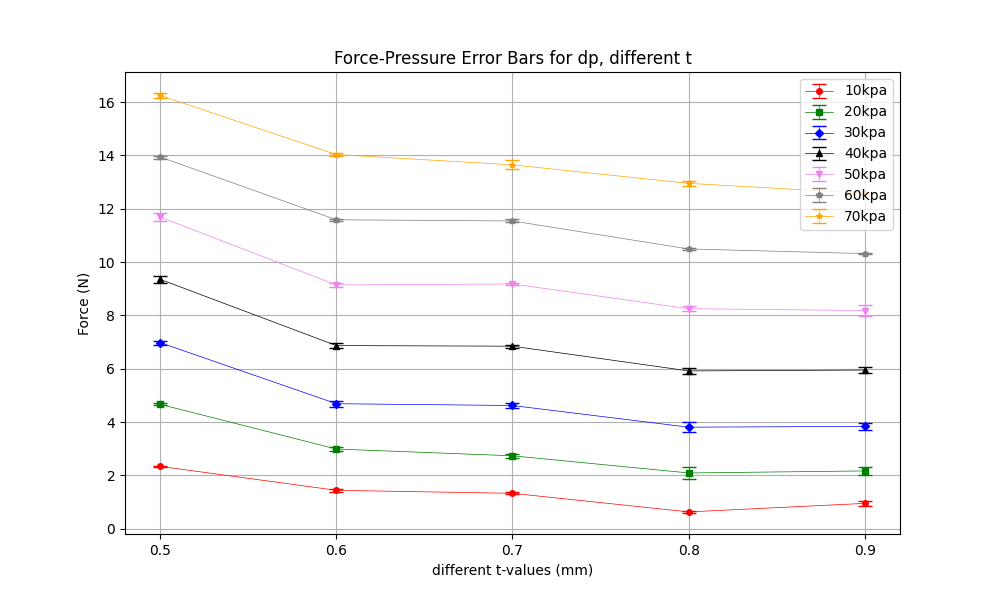 Force-Pressure Error Bars for dp, different t
Force (N)
16
14
12
10
8
6
4
2
0
0.5 0.6 0.7 0.8 0.9
different t-values (mm)
10kpa
20kpa
30kpa
40kpa
50kpa
60kpa
70kpa